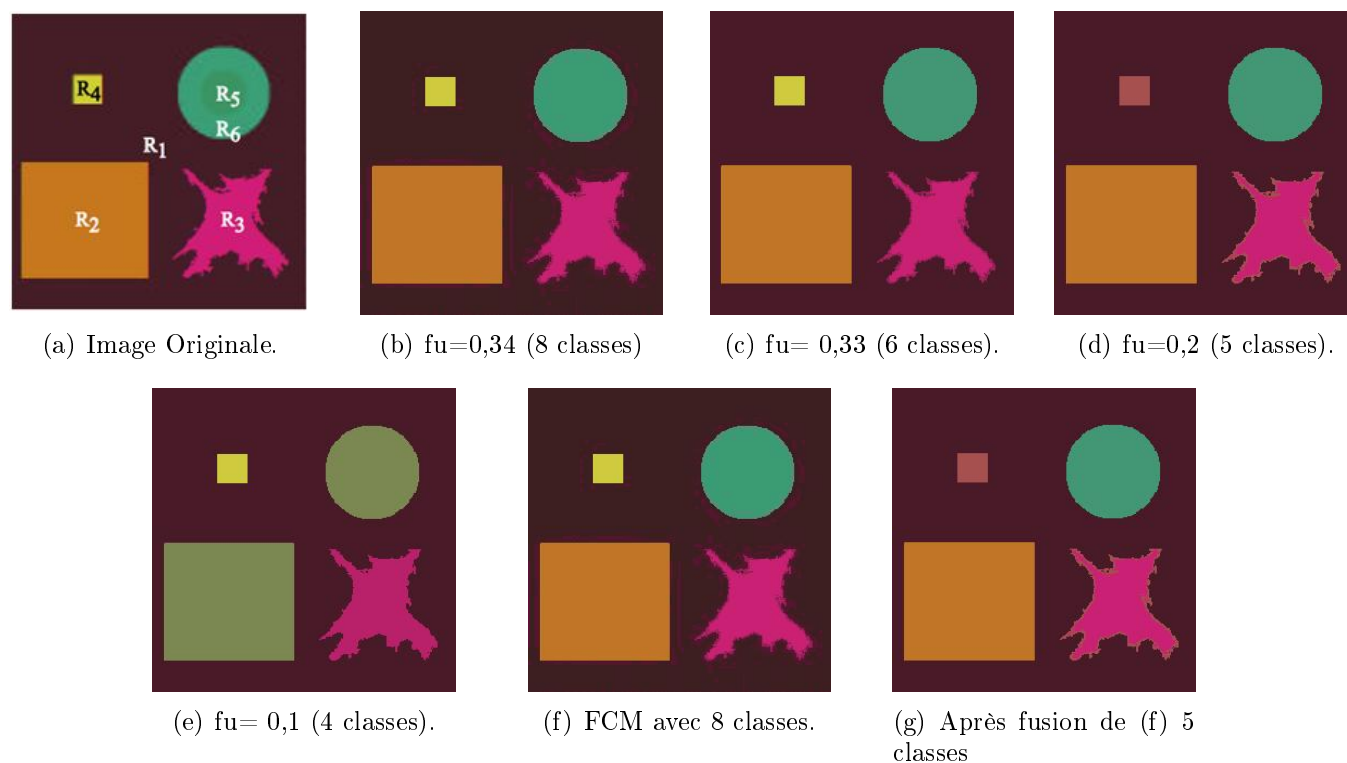 R4
R5
R6
R1
R2
R3
(a) Image Originale.
(b) fu=0,34 (8 classes)
(c) fu= 0,33 (6 classes).
(d) fu=0,2 (5 classes).
(e) fu= 0,1 (4 classes).
(f) FCM avec 8 classes.
(g) Après fusion de (f) 5
classes